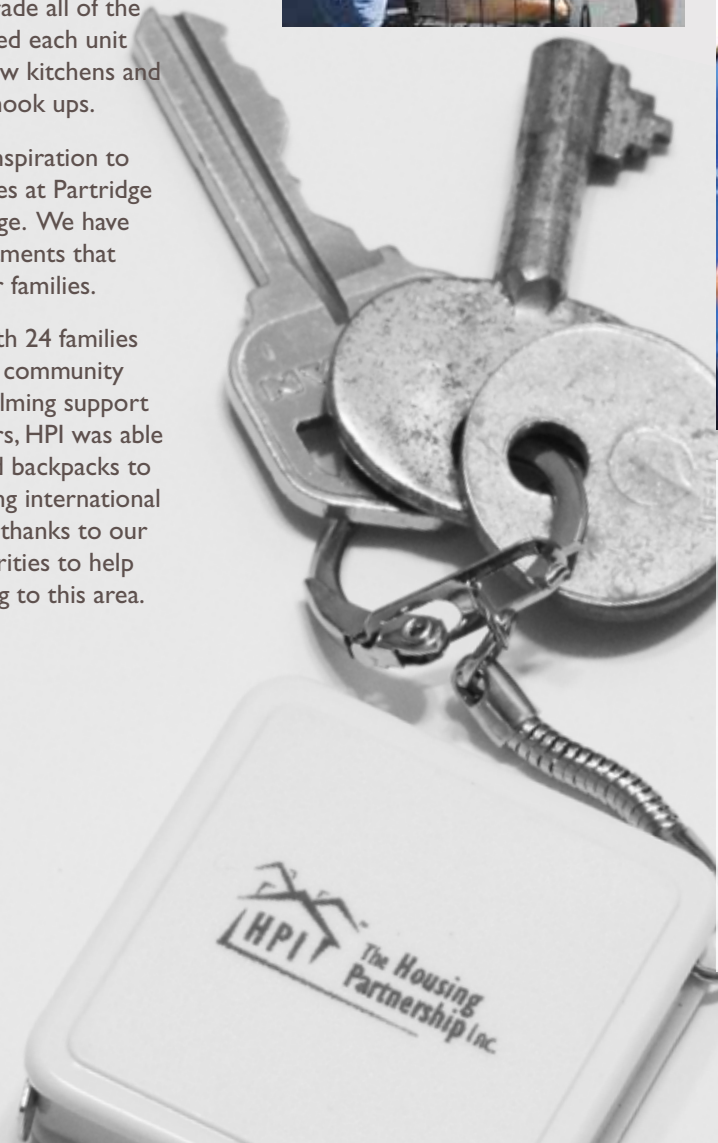 ade all of the
ed each unit
w kitchens and
hook ups.
nspiration to
es at Partridge
ge. We have
ments that
r families.
th 24 families
community
lming support
rs, HPI was able
l backpacks to
ng international
thanks to our
rities to help
g to this area.
HPI
The Housing
Partnership Inc.